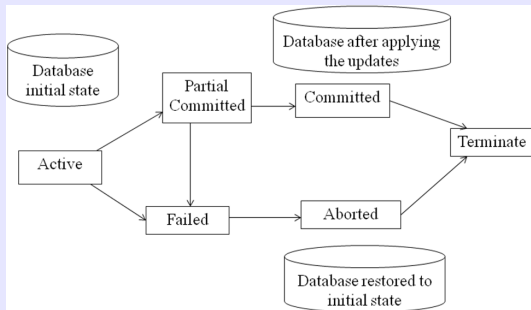 Database after applying
the updates
Database
initial state
Partial
Committed
Committed
Terminate
Active
Failed
Aborted
Database restored to
initial state